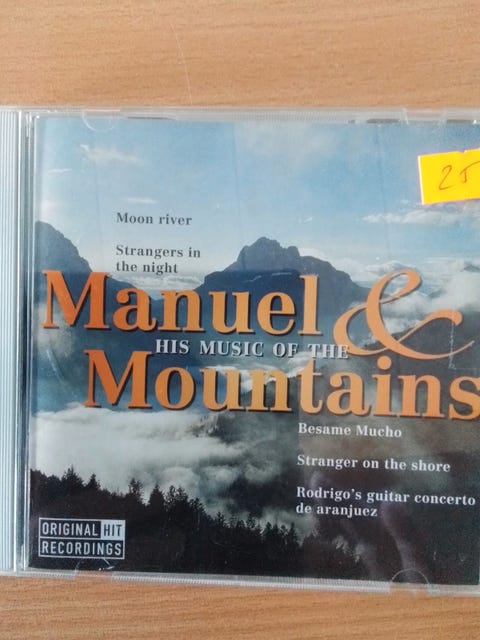 25
Moon river
Strangers in
the night
Manuel &
HIS MUSIC OF THE
Mountains
Besame Mucho
Stranger on the shore
Rodrigo's guitar concerto
de aranjuez
ORIGINAL HIT
RECORDINGS